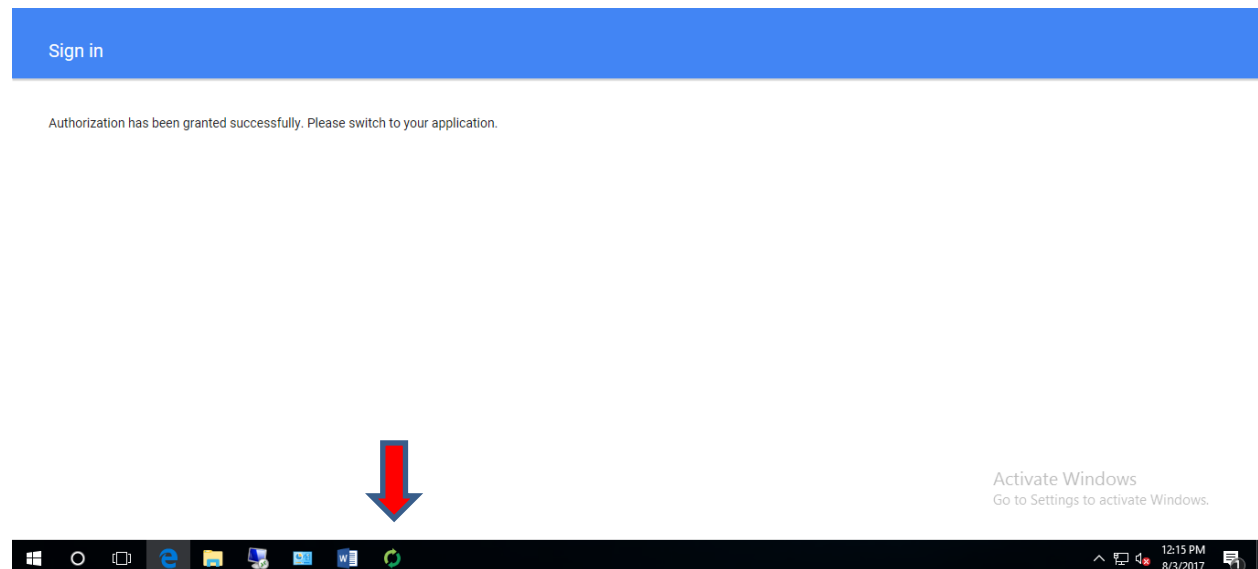 Sign in
Authorization has been granted successfully. Please switch to your application.
Activate Windows
Go to Settings to activate Windows.
12:15 PM
8/3/2017
1